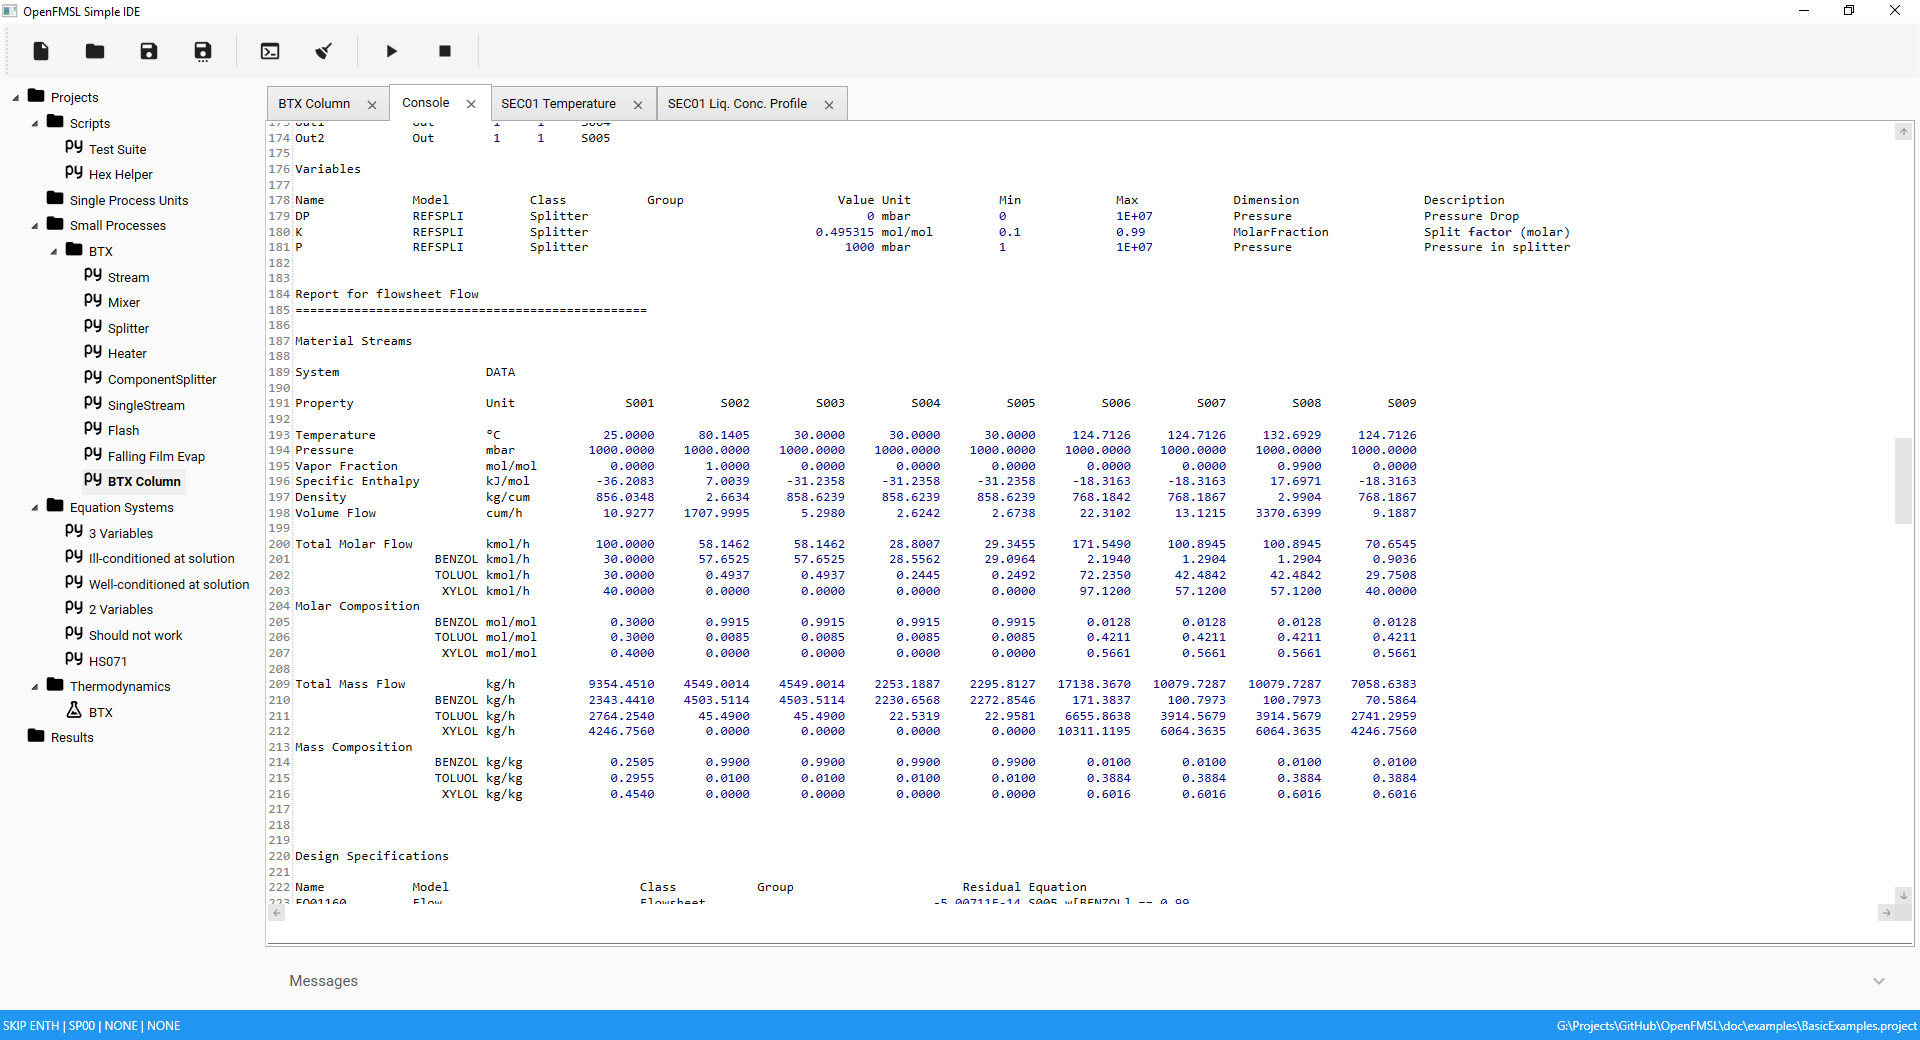 OpenFMSL Simple IDE
Projects
Scripts
Test Suite
Hex Helper
Single Process Units
Small Processes
BTX
Stream
Mixer
Splitter
Heater
ComponentSplitter
SingleStream
Flash
Falling Film Evap
BTX Column
Equation Systems
3 Variables
Ill-conditioned at solution
Well-conditioned at solution
2 Variables
Should not work
HS071
Thermodynamics
BTX
Results
BTX Column Console SEC01 Temperature SEC01 Liq. Conc. Profile
173 Out1 Out 1 1 S004
174 Out2 Out 1 1 S005
175
176 Variables
177
178 Name Model Class Group Value Unit Min Max Dimension Description
179 DP REFSPLI Splitter 0 mbar 0 1E+07 Pressure Pressure Drop
180 K REFSPLI Splitter 0.495315 mol/mol 0.1 0.99 MolarFraction Split factor (molar)
181 P REFSPLI Splitter 1000 mbar 1 1E+07 Pressure Pressure in splitter
182
183
184 Report for flowsheet Flow
185 ================================================
186
187 Material Streams
188
189 System DATA
190
191 Property Unit S001 S002 S003 S004 S005 S006 S007 S008 S009
192
193 Temperature °C 25.0000 80.1405 30.0000 30.0000 30.0000 124.7126 124.7126 132.6929 124.7126
194 Pressure mbar 1000.0000 1000.0000 1000.0000 1000.0000 1000.0000 1000.0000 1000.0000 1000.0000 1000.0000
195 Vapor Fraction mol/mol 0.0000 1.0000 0.0000 0.0000 0.0000 0.0000 0.0000 0.9900 0.0000
196 Specific Enthalpy kJ/mol -36.2083 7.0039 -31.2358 -31.2358 -31.2358 -18.3163 -18.3163 17.6971 -18.3163
197 Density kg/cum 856.0348 2.6634 858.6239 858.6239 858.6239 768.1842 768.1867 2.9904 768.1867
198 Volume Flow cum/h 10.9277 1707.9995 5.2980 2.6242 2.6738 22.3102 13.1215 3370.6399 9.1887
199
200 Total Molar Flow kmol/h 100.0000 58.1462 58.1462 28.8007 29.3455 171.5490 100.8945 100.8945 70.6545
201 BENZOL kmol/h 30.0000 57.6525 57.6525 28.5562 29.0964 2.1940 1.2904 1.2904 0.9036
202 TOLUOL kmol/h 30.0000 0.4937 0.4937 0.2445 0.2492 72.2350 42.4842 42.4842 29.7508
203 XYLOL kmol/h 40.0000 0.0000 0.0000 0.0000 0.0000 97.1200 57.1200 57.1200 40.0000
204 Molar Composition
205 BENZOL mol/mol 0.3000 0.9915 0.9915 0.9915 0.9915 0.0128 0.0128 0.0128 0.0128
206 TOLUOL mol/mol 0.3000 0.0085 0.0085 0.0085 0.0085 0.4211 0.4211 0.4211 0.4211
207 XYLOL mol/mol 0.4000 0.0000 0.0000 0.0000 0.0000 0.5661 0.5661 0.5661 0.5661
208
209 Total Mass Flow kg/h 9354.4510 4549.0014 4549.0014 2253.1887 2295.8127 17138.3670 10079.7287 10079.7287 7058.6383
210 BENZOL kg/h 2343.4410 4503.5114 4503.5114 2230.6568 2272.8546 171.3837 100.7973 100.7973 70.5864
211 TOLUOL kg/h 2764.2540 45.4900 45.4900 22.5319 22.9581 6655.8638 3914.5679 3914.5679 2741.2959
212 XYLOL kg/h 4246.7560 0.0000 0.0000 0.0000 0.0000 10311.1195 6064.3635 6064.3635 4246.7560
213 Mass Composition
214 BENZOL kg/kg 0.2505 0.9900 0.9900 0.9900 0.9900 0.0100 0.0100 0.0100 0.0100
215 TOLUOL kg/kg 0.2955 0.0100 0.0100 0.0100 0.0100 0.3884 0.3884 0.3884 0.3884
216 XYLOL kg/kg 0.4540 0.0000 0.0000 0.0000 0.0000 0.6016 0.6016 0.6016 0.6016
217
218
219
220 Design Specifications
221
222 Name Model Class Group Residual Equation
223 EQ01160 Flow Flowsheet -5.00711E-14 S005.w[BENZOL] == 0.99
Messages
SKIP ENTH | SP00 | NONE | NONE
G:\Projects\GitHub\OpenFMSL\doc\examples\BasicExamples.project